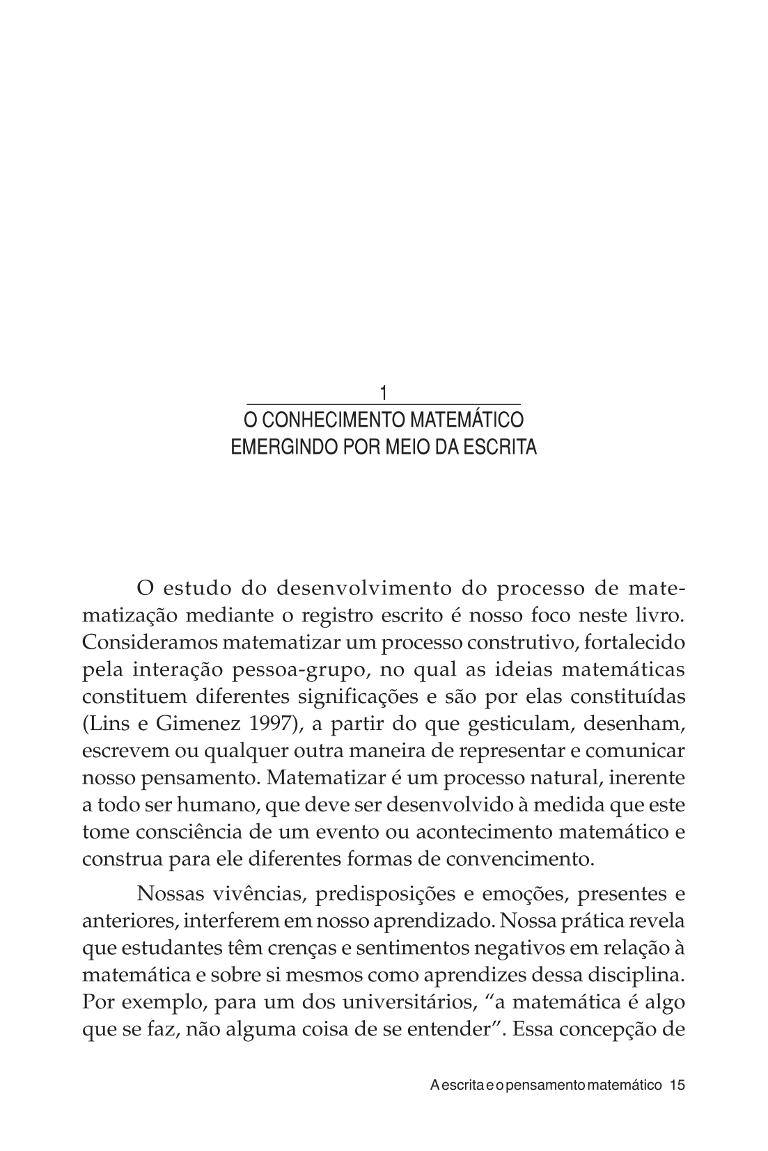 1
O CONHECIMENTO MATEMÁTICO
EMERGINDO POR MEIO DA ESCRITA
O estudo do desenvolvimento do processo de mate-
matização mediante o registro escrito é nosso foco neste livro.
Consideramos matematizar um processo construtivo, fortalecido
pela interação pessoa-grupo, no qual as ideias matemáticas
constituem diferentes significações e são por elas constituídas
(Lins e Gimenez 1997), a partir do que gesticulam, desenham,
escrevem ou qualquer outra maneira de representar e comunicar
nosso pensamento. Matematizar é um processo natural, inerente
a todo ser humano, que deve ser desenvolvido à medida que este
tome consciência de um evento ou acontecimento matemático e
construa para ele diferentes formas de convencimento.
Nossas vivências, predisposições e emoções, presentes e
anteriores, interferem em nosso aprendizado. Nossa prática revela
que estudantes têm crenças e sentimentos negativos em relação à
matemática e sobre si mesmos como aprendizes dessa disciplina.
Por exemplo, para um dos universitários, “a matemática é algo
que se faz, não alguma coisa de se entender”. Essa concepção de
A escrita e o pensamento matemático 15